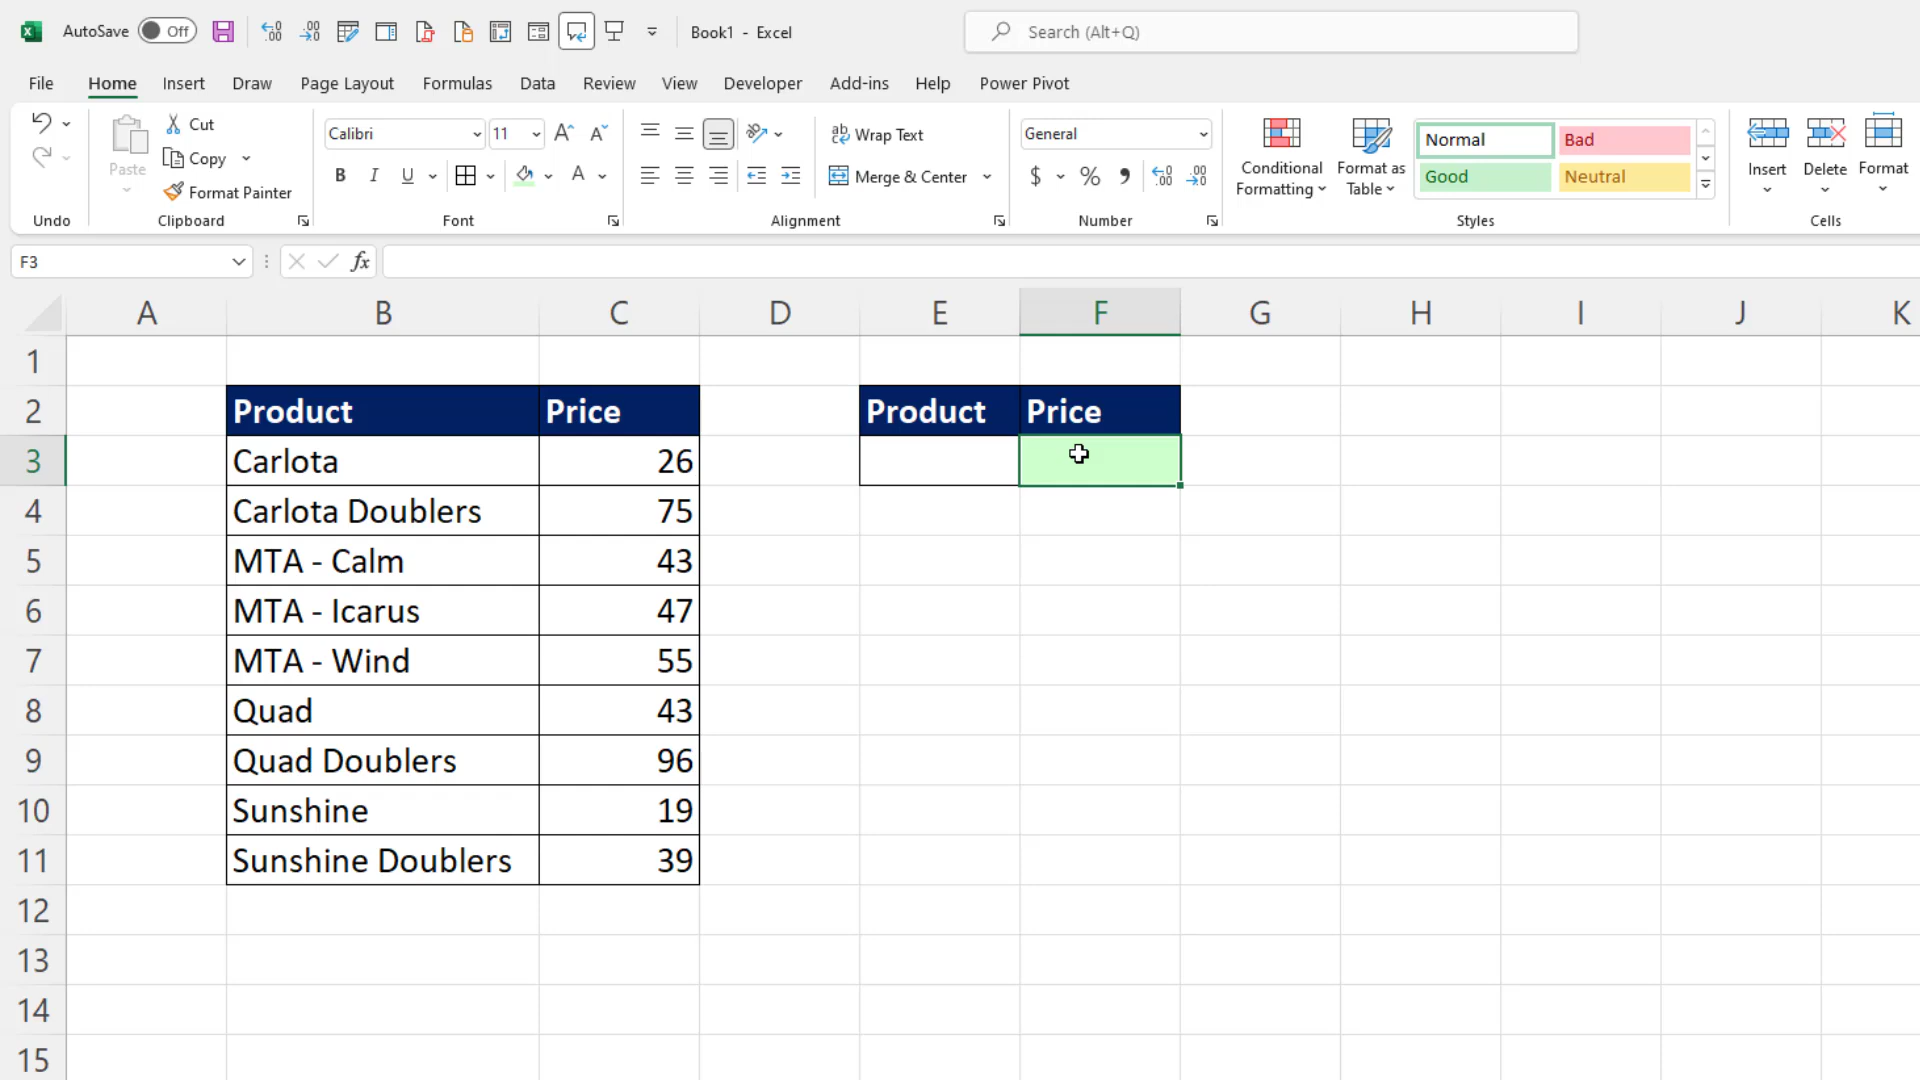 AutoSave Off Book1 - Excel Search (Alt+Q)
File Home Insert Draw Page Layout Formulas Data Review View Developer Add-ins Help Power Pivot
Paste Cut Copy Format Painter
Calibri 11
B I U A
ab Wrap Text
Merge & Center
General
$ % ,
Conditional Formatting
Format as Table
Normal Bad
Good Neutral
Insert Delete Format
Undo Clipboard Font Alignment Number Styles Cells
F3 fx
A B C D E F G H I J K
1
2 Product Price Product Price
3 Carlota 26
4 Carlota Doublers 75
5 MTA - Calm 43
6 MTA - Icarus 47
7 MTA - Wind 55
8 Quad 43
9 Quad Doublers 96
10 Sunshine 19
11 Sunshine Doublers 39
12
13
14
15